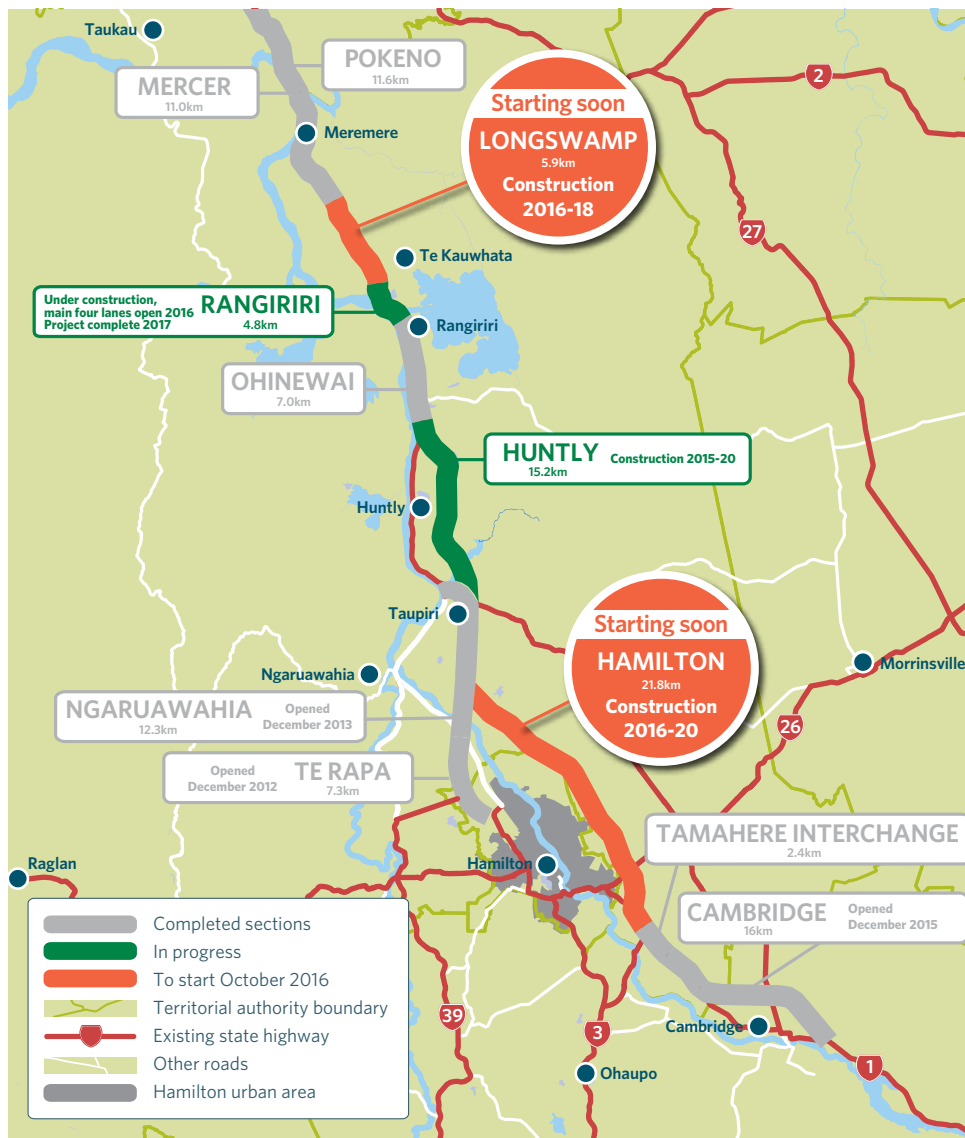 Taukau
POKENO
11.6km
MERCER
11.0km
Meremere
Starting soon
LONGSWAMP
5.9km
Construction
2016-18
2
27
Te Kauwhata
Under construction,
main four lanes open 2016
Project complete 2017
RANGIRIRI
4.8km
Rangiriri
OHINEWAI
7.0km
HUNTLY
15.2km
Construction 2015-20
Huntly
Taupiri
Starting soon
HAMILTON
21.8km
Construction
2016-20
Morrinsville
Ngaruawahia
NGARUAWAHIA
12.3km
Opened
December 2013
26
Opened
December 2012
TE RAPA
7.3km
TAMAHERE INTERCHANGE
2.4km
Raglan
Hamilton
CAMBRIDGE
16km
Opened
December 2015
Completed sections
In progress
To start October 2016
Territorial authority boundary
Existing state highway
Other roads
Hamilton urban area
39
3
Cambridge
1
Ohaupo